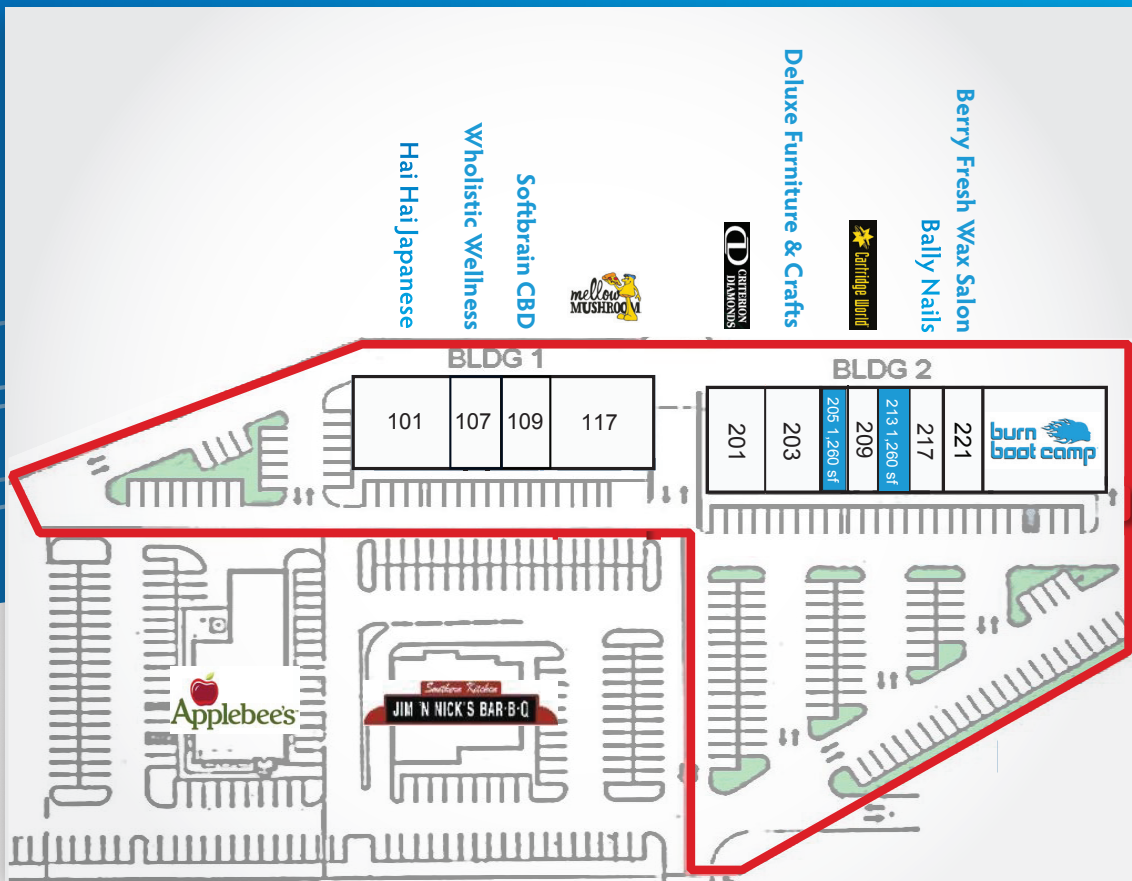 Hai Hai Japanese
Wholistic Wellness
Softbrain CBD
mellow
MUSHROOM
CD
CRITERION
DIAMONDS
Deluxe Furniture & Crafts
Cartridge World
Bally Nails
Berry Fresh Wax Salon
BLDG 1
BLDG 2
101
107
109
117
201
203
205 1,260 sf
209
213 1,260 sf
217
221
burn
boot camp
Applebee's
Southern Kitchen
JIM 'N NICK'S BAR-B-Q